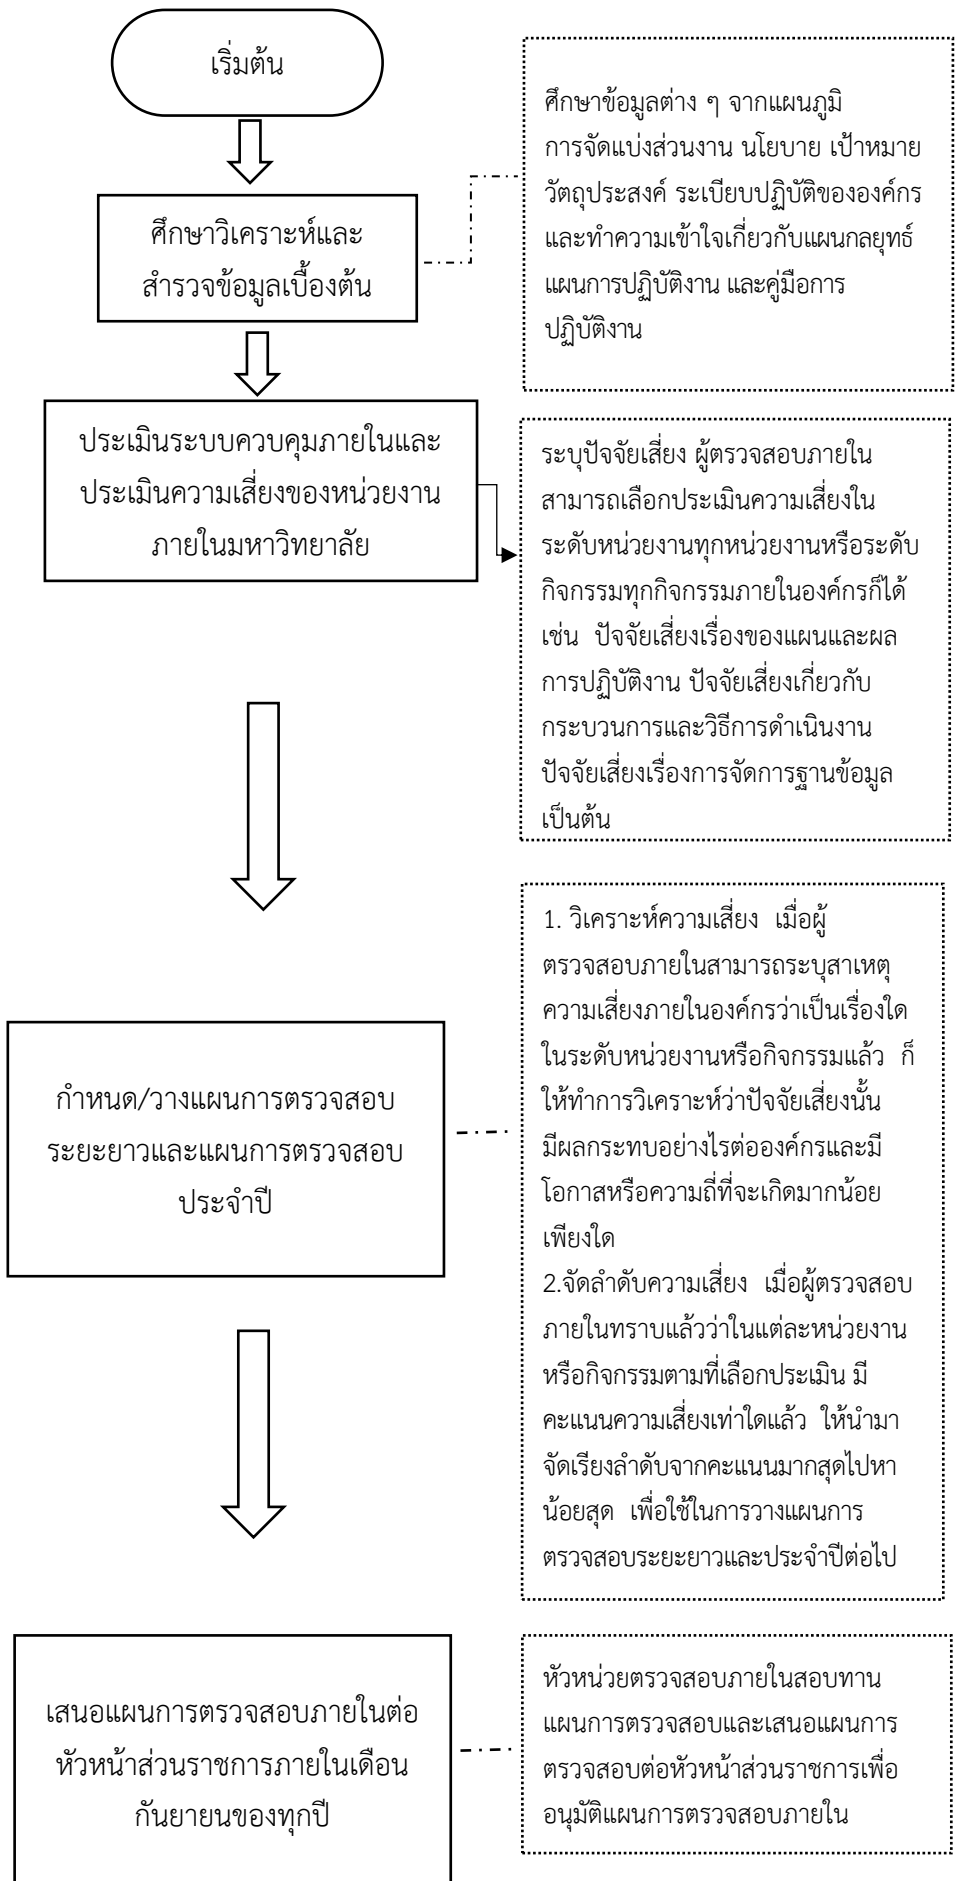 เริ่มต้น
ศึกษาข้อมูลต่าง ๆ จากแผนภูมิ
การจัดแบ่งส่วนงาน นโยบาย เป้าหมาย
วัตถุประสงค์ ระเบียบปฏิบัติขององค์กร
และทำความเข้าใจเกี่ยวกับแผนกลยุทธ์
แผนการปฏิบัติงาน และคู่มือการ
ปฏิบัติงาน
ศึกษาวิเคราะห์และ
สำรวจข้อมูลเบื้องต้น
ประเมินระบบควบคุมภายในและ
ประเมินความเสี่ยงของหน่วยงาน
ภายในมหาวิทยาลัย
ระบุปัจจัยเสี่ยง ผู้ตรวจสอบภายใน
สามารถเลือกประเมินความเสี่ยงใน
ระดับหน่วยงานทุกหน่วยงานหรือระดับ
กิจกรรมทุกกิจกรรมภายในองค์กรก็ได้
เช่น ปัจจัยเสี่ยงเรื่องของแผนและผล
การปฏิบัติงาน ปัจจัยเสี่ยงเกี่ยวกับ
กระบวนการและวิธีการดำเนินงาน
ปัจจัยเสี่ยงเรื่องการจัดการฐานข้อมูล
เป็นต้น
กำหนด/วางแผนการตรวจสอบ
ระยะยาวและแผนการตรวจสอบ
ประจำปี
1. วิเคราะห์ความเสี่ยง เมื่อผู้
ตรวจสอบภายในสามารถระบุสาเหตุ
ความเสี่ยงภายในองค์กรว่าเป็นเรื่องใด
ในระดับหน่วยงานหรือกิจกรรมแล้ว ก็
ให้ทำการวิเคราะห์ว่าปัจจัยเสี่ยงนั้น
มีผลกระทบอย่างไรต่อองค์กรและมี
โอกาสหรือความถี่ที่จะเกิดมากน้อย
เพียงใด
2.จัดลำดับความเสี่ยง เมื่อผู้ตรวจสอบ
ภายในทราบแล้วว่าในแต่ละหน่วยงาน
หรือกิจกรรมตามที่เลือกประเมิน มี
คะแนนความเสี่ยงเท่าใดแล้ว ให้นำมา
จัดเรียงลำดับจากคะแนนมากสุดไปหา
น้อยสุด เพื่อใช้ในการวางแผนการ
ตรวจสอบระยะยาวและประจำปีต่อไป
เสนอแผนการตรวจสอบภายในต่อ
หัวหน้าส่วนราชการภายในเดือน
กันยายนของทุกปี
หัวหน่วยตรวจสอบภายในสอบทาน
แผนการตรวจสอบและเสนอแผนการ
ตรวจสอบต่อหัวหน้าส่วนราชการเพื่อ
อนุมัติแผนการตรวจสอบภายใน